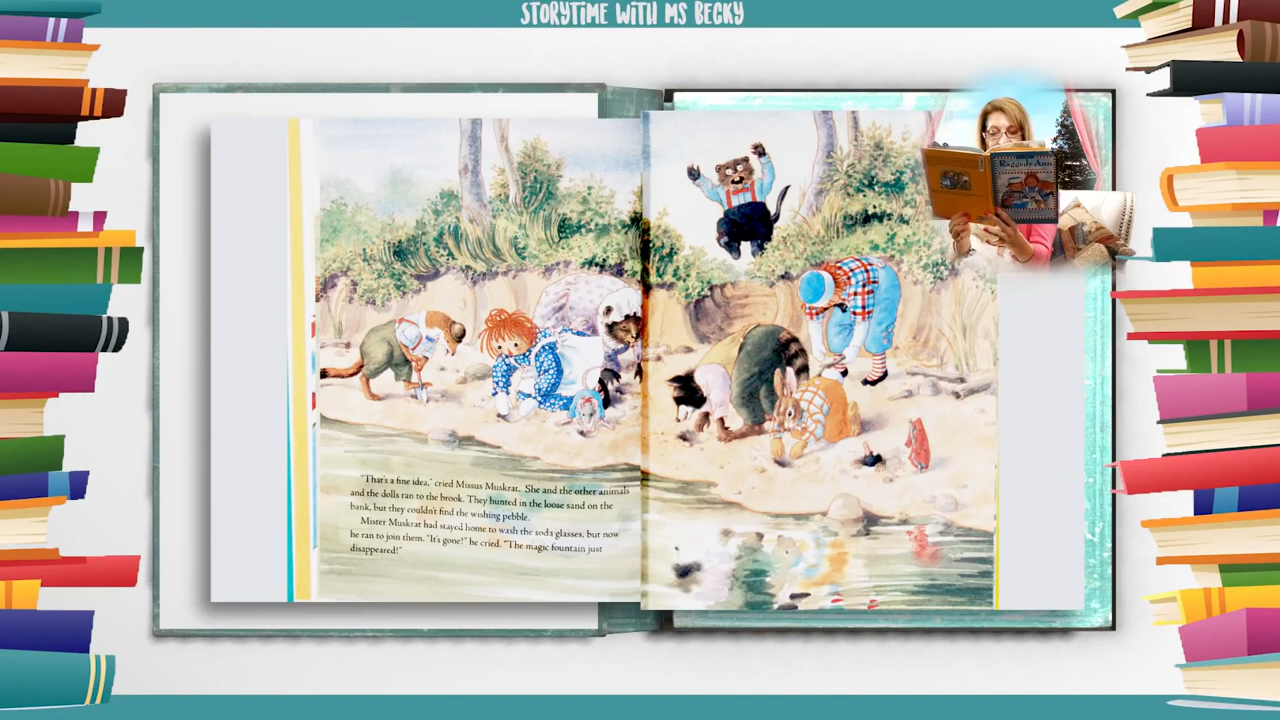 STORYTIME WITH MS BECKY
Raggedy Ann
"That's a fine idea," cried Missus Muskrat. She and the other animals
and the dolls ran to the brook. They hunted in the loose sand on the
bank, but they couldn't find the wishing pebble.
Mister Muskrat had stayed home to wash the soda glasses, but now
he ran to join them. "It's gone!" he cried. "The magic fountain just
disappeared!"